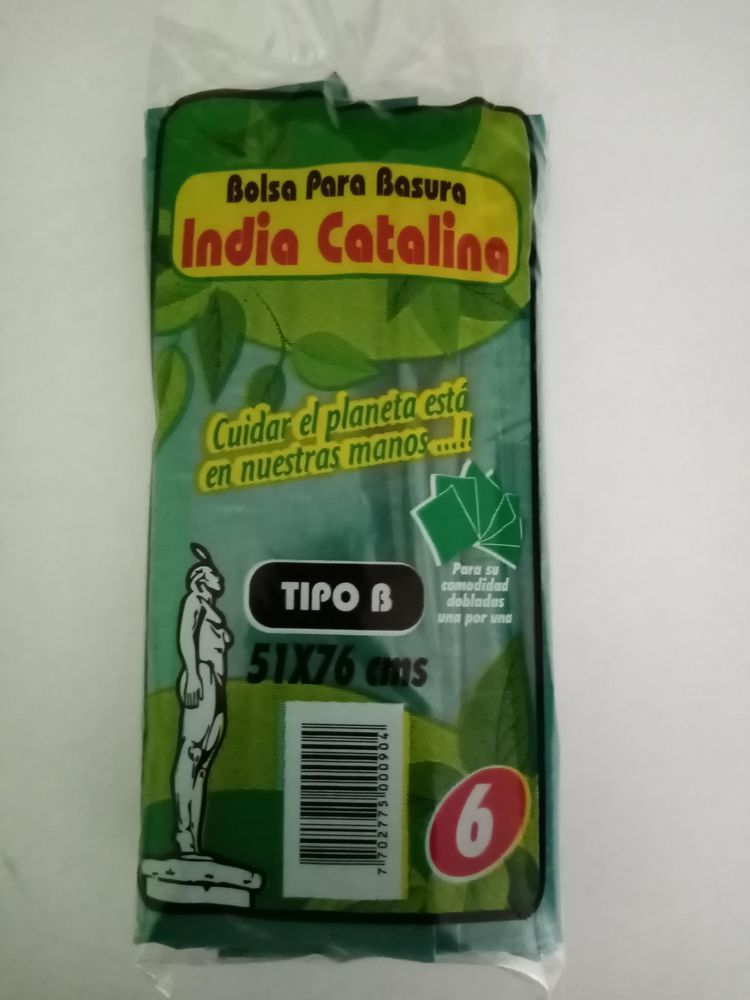 Bolsa Para Basura
India Catalina
Cuidar el planeta está
en nuestras manos ...!!
Para su
comodidad
dobladas
una por una
TIPO B
51X76 cms
7702775000904
6